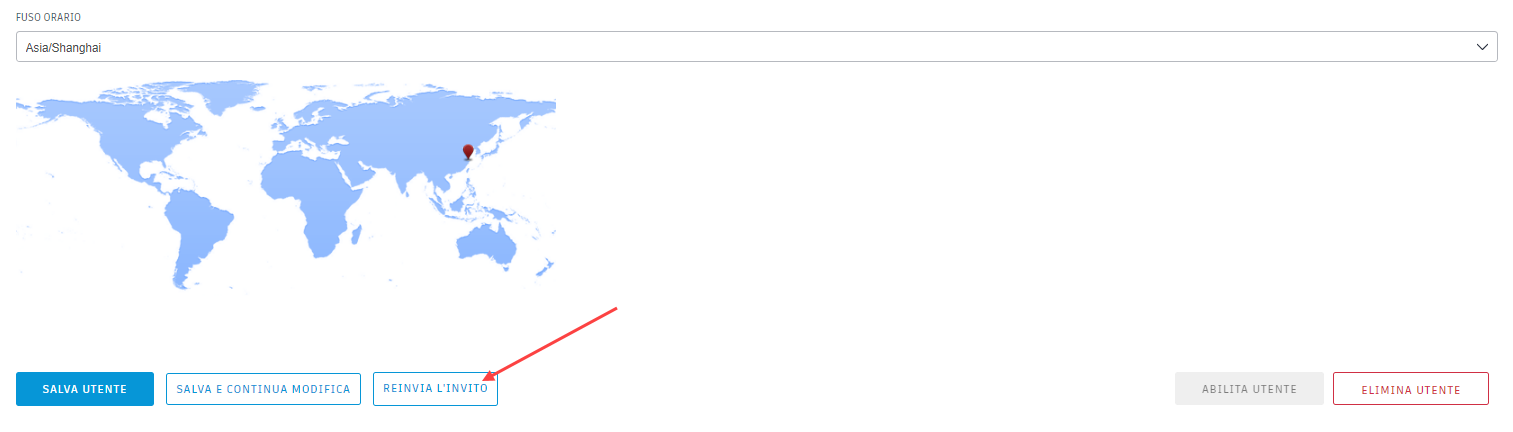 FUSO ORARIO
Asia/Shanghai
SALVA UTENTE
SALVA E CONTINUA MODIFICA
REINVIA L'INVITO
ABILITA UTENTE
ELIMINA UTENTE